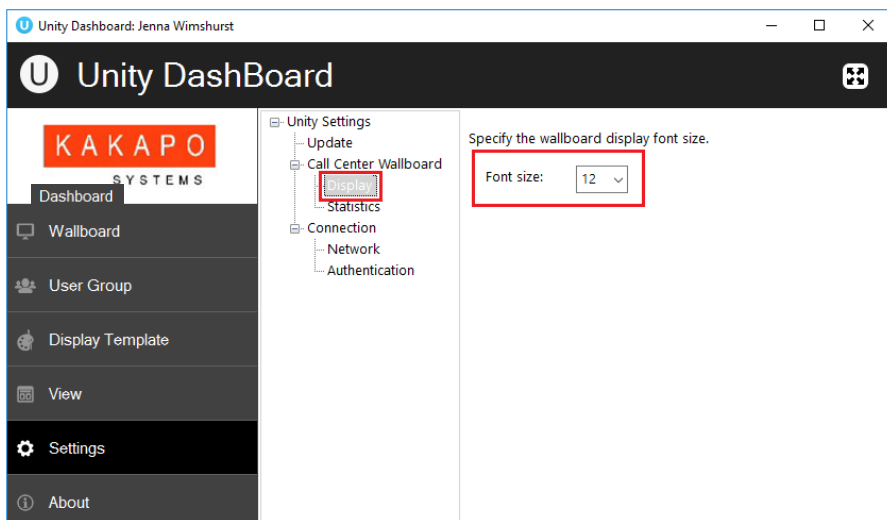 Unity Dashboard: Jenna Wimshurst
Unity DashBoard
KAKAPO
SYSTEMS
Dashboard
Wallboard
User Group
Display Template
View
Settings
About
Unity Settings
Update
Call Center Wallboard
Display
Statistics
Connection
Network
Authentication
Specify the wallboard display font size.
Font size: 12